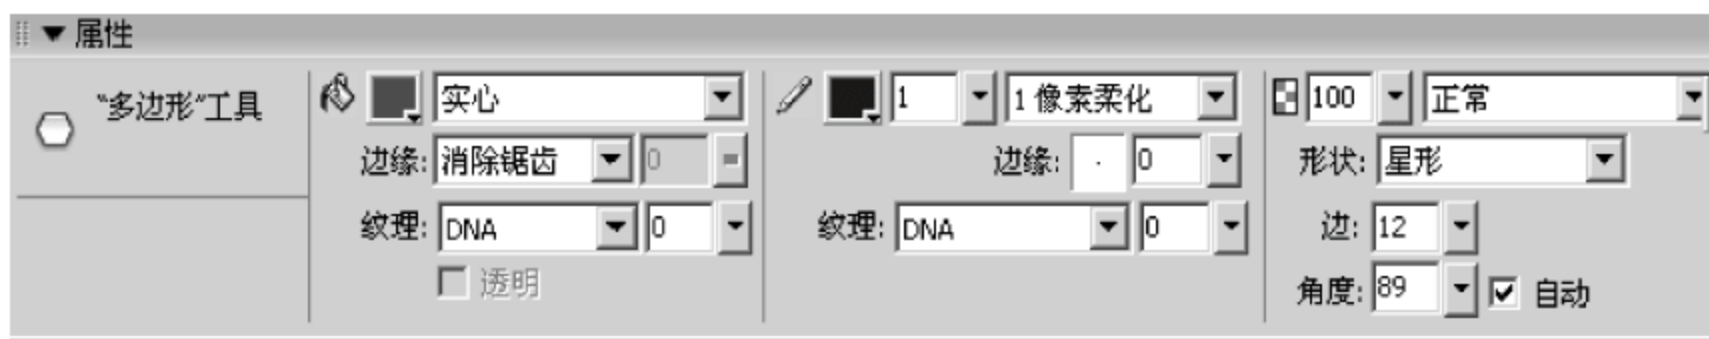 属性
“多边形”工具
实心
1
1 像素柔化
100
正常
边缘: 消除锯齿 0
边缘: 0
形状: 星形
纹理: DNA 0
纹理: DNA 0
边: 12
透明
角度: 89 自动